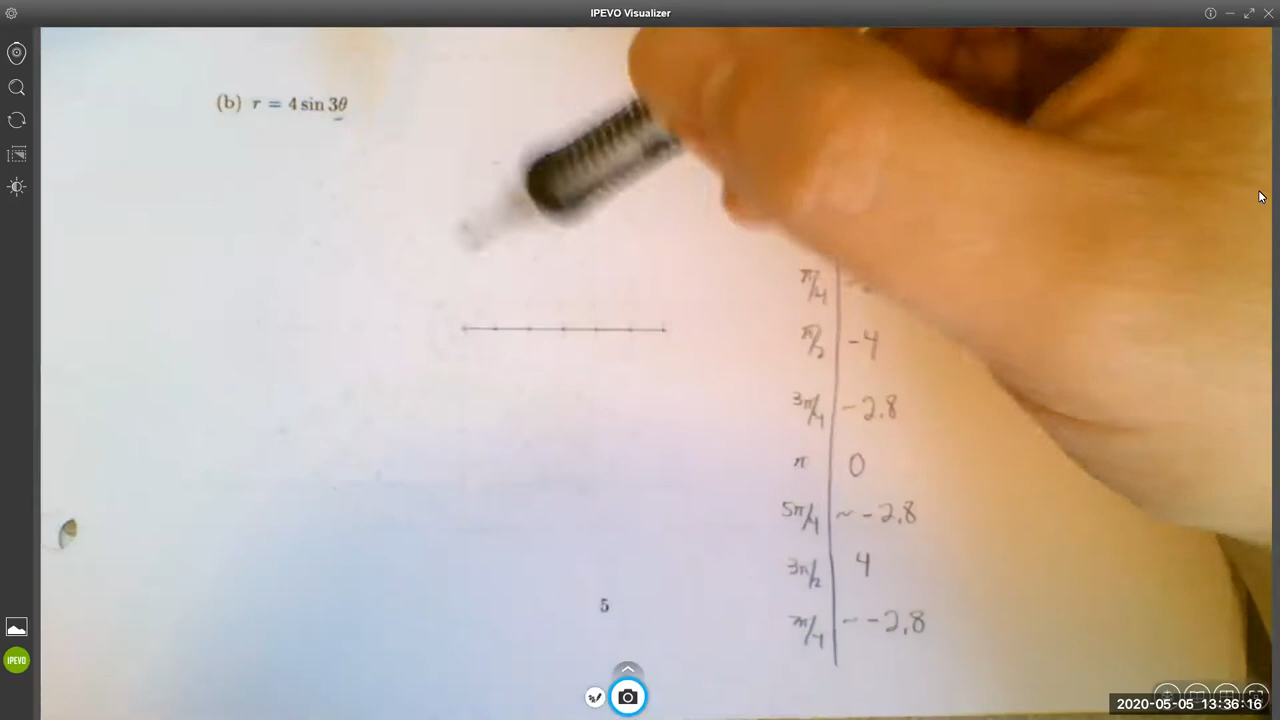 IPEVO Visualizer
(b) r = 4 sin 3θ
π/4
π/2 -4
3π/4 -2.8
π 0
5π/4 ~ -2.8
3π/2 4
7π/4 ~ -2.8
5
IPEVO
2020-05-05 13:36:16